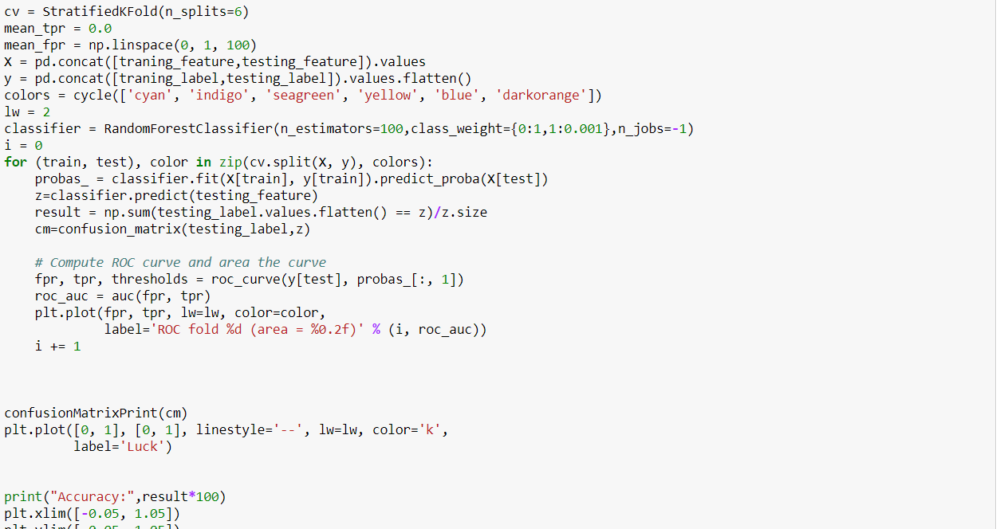 cv = StratifiedKFold(n_splits=6)
mean_tpr = 0.0
mean_fpr = np.linspace(0, 1, 100)
X = pd.concat([traning_feature,testing_feature]).values
y = pd.concat([traning_label,testing_label]).values.flatten()
colors = cycle(['cyan', 'indigo', 'seagreen', 'yellow', 'blue', 'darkorange'])
lw = 2
classifier = RandomForestClassifier(n_estimators=100,class_weight={0:1,1:0.001},n_jobs=-1)
i = 0
for (train, test), color in zip(cv.split(X, y), colors):
    probas_ = classifier.fit(X[train], y[train]).predict_proba(X[test])
    z=classifier.predict(testing_feature)
    result = np.sum(testing_label.values.flatten() == z)/z.size
    cm=confusion_matrix(testing_label,z)
    # Compute ROC curve and area the curve
    fpr, tpr, thresholds = roc_curve(y[test], probas_[:, 1])
    roc_auc = auc(fpr, tpr)
    plt.plot(fpr, tpr, lw=lw, color=color,
             label='ROC fold %d (area = %0.2f)' % (i, roc_auc))
    i += 1
confusionMatrixPrint(cm)
plt.plot([0, 1], [0, 1], linestyle='--', lw=lw, color='k',
         label='Luck')
print("Accuracy:",result*100)
plt.xlim([-0.05, 1.05])
plt.ylim([-0.05, 1.05])